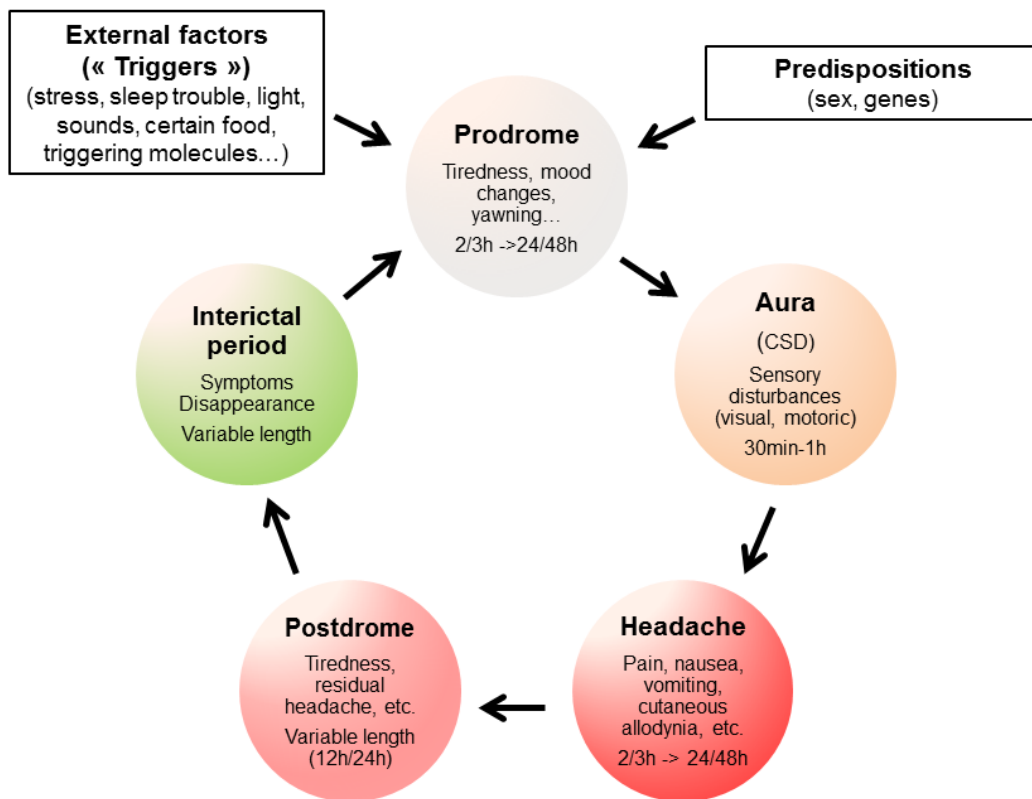 External factors
(« Triggers »)
(stress, sleep trouble, light,
sounds, certain food,
triggering molecules…)
Predispositions
(sex, genes)
Prodrome
Tiredness, mood
changes,
yawning…
2/3h ->24/48h
Aura
(CSD)
Sensory
disturbances
(visual, motoric)
30min-1h
Headache
Pain, nausea,
vomiting,
cutaneous
allodynia, etc.
2/3h -> 24/48h
Postdrome
Tiredness,
residual
headache, etc.
Variable length
(12h/24h)
Interictal
period
Symptoms
Disappearance
Variable length